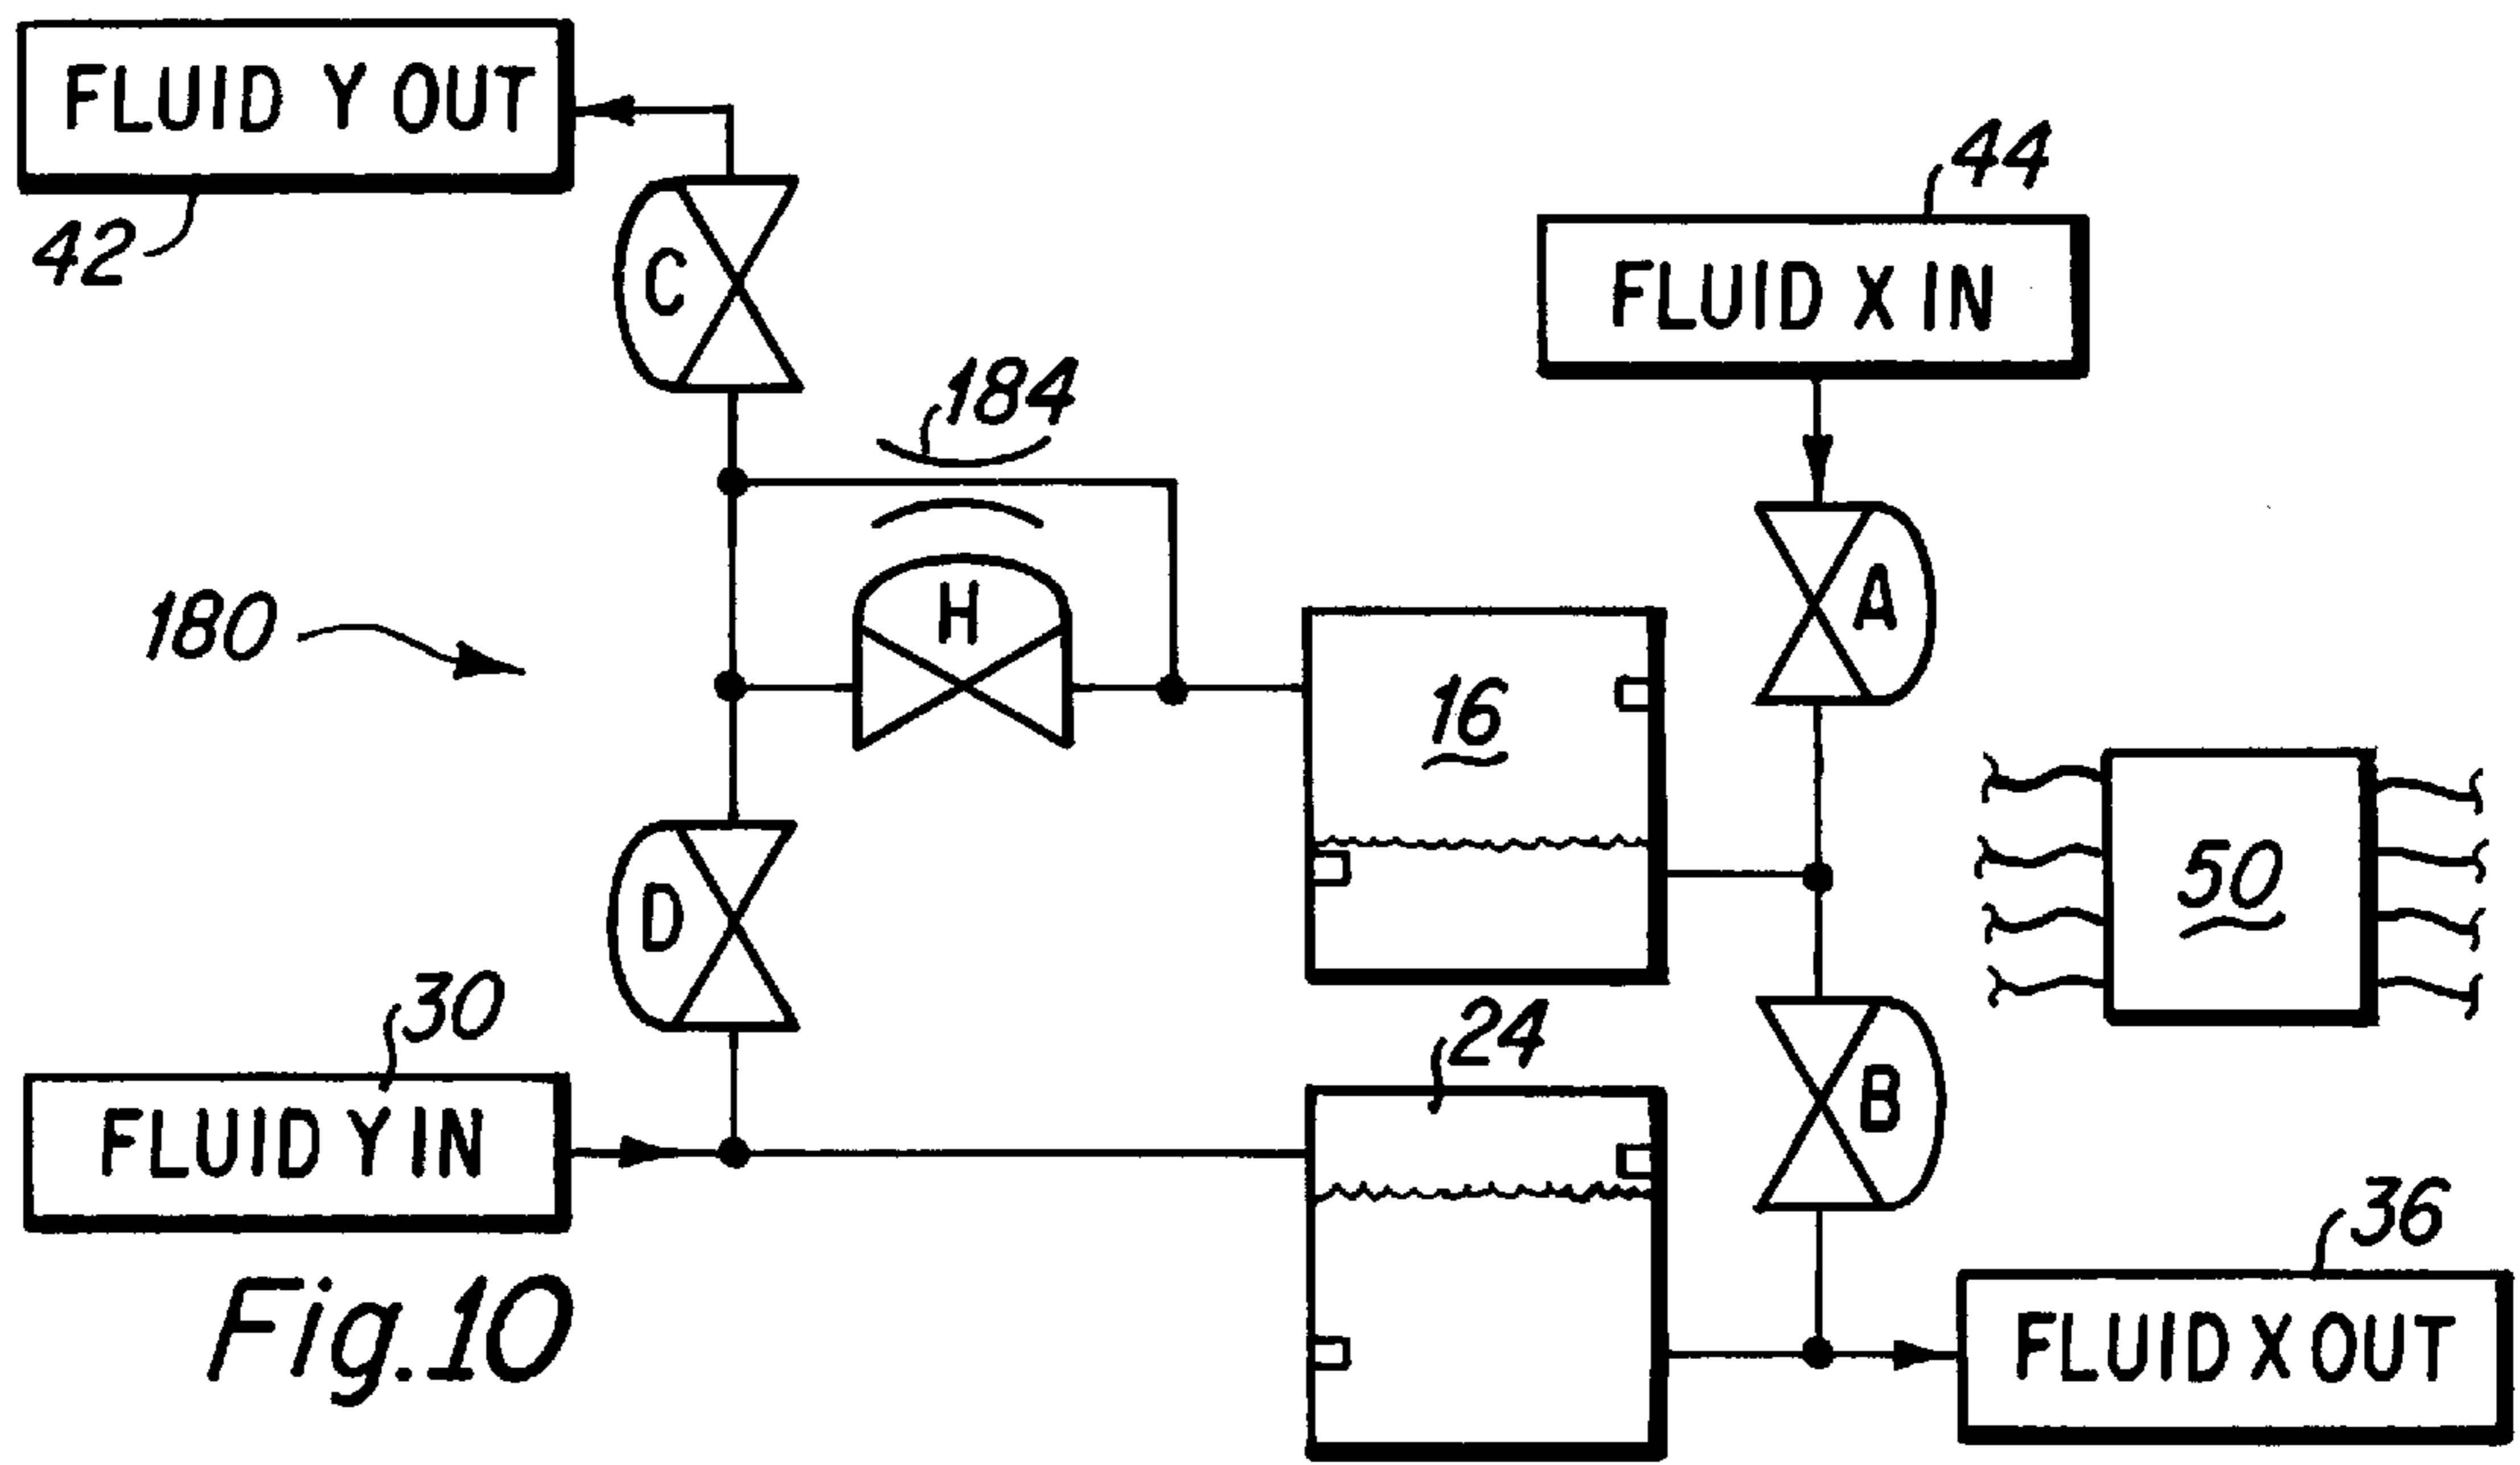 FLUID Y OUT
42
C
44
FLUID X IN
184
H
A
180
16
50
D
30
24
B
FLUID Y IN
36
FLUID X OUT
Fig.10